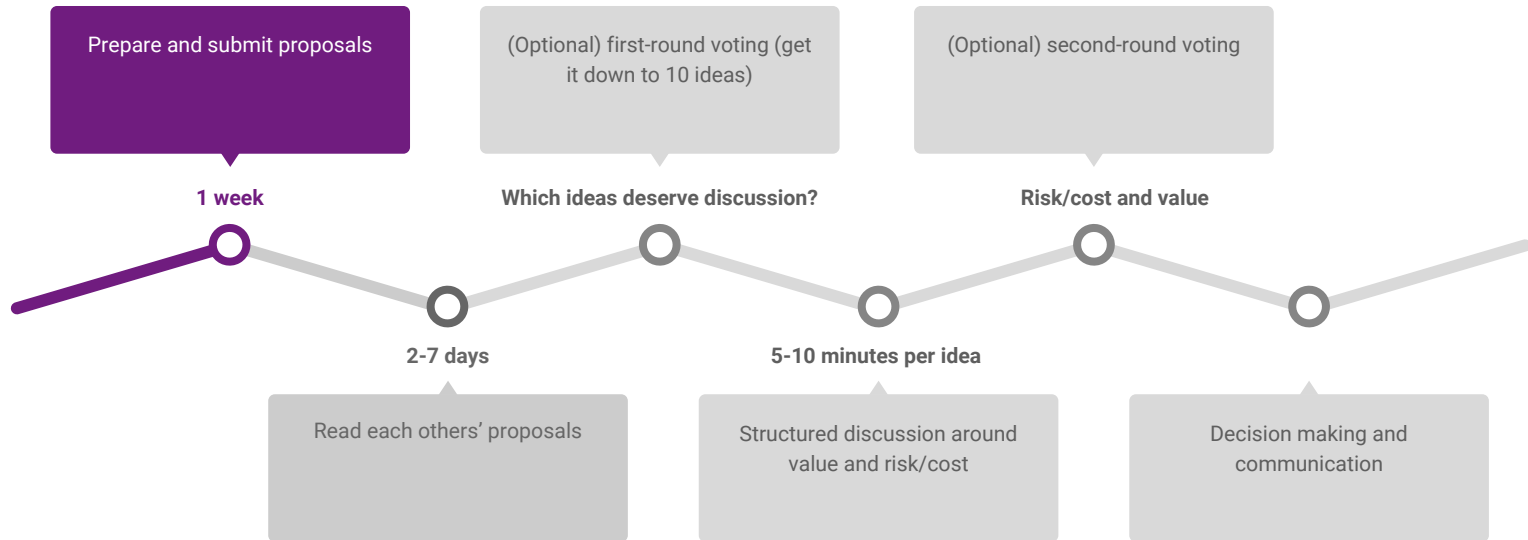 Prepare and submit proposals
1 week
2-7 days
Read each others’ proposals
(Optional) first-round voting (get
it down to 10 ideas)
Which ideas deserve discussion?
5-10 minutes per idea
Structured discussion around
value and risk/cost
(Optional) second-round voting
Risk/cost and value
Decision making and
communication